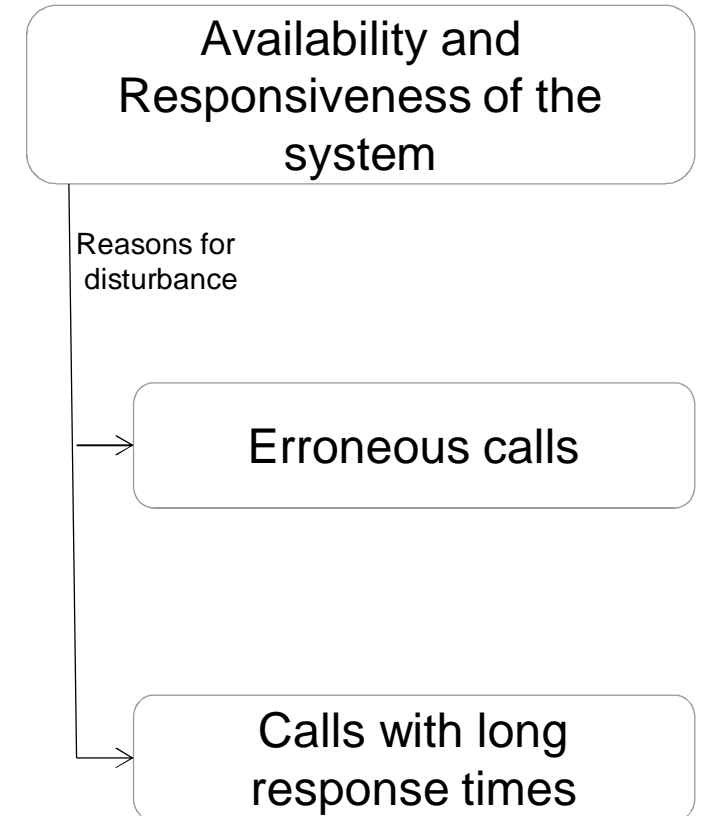 Availability and
Responsiveness of the
system
Reasons for
disturbance
Erroneous calls
Calls with long
response times